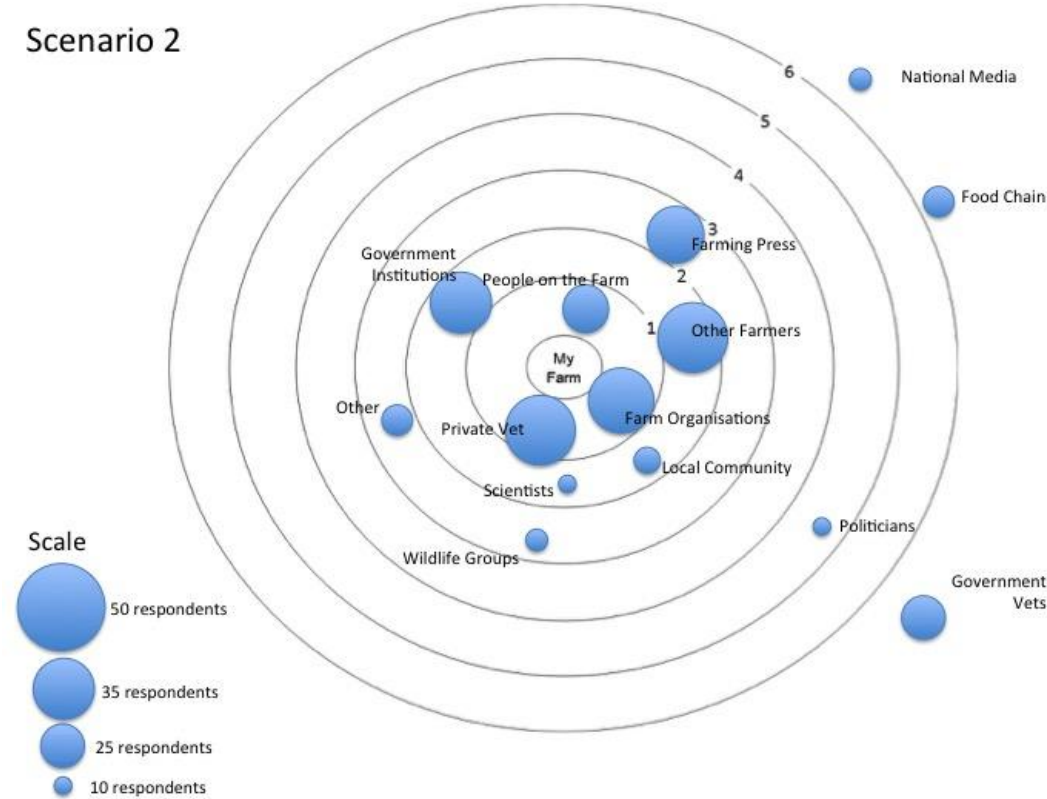 Scenario 2
6
National Media
5
4
Food Chain
3
Farming Press
Government
Institutions
People on the Farm
2
1
Other Farmers
My
Farm
Other
Private Vet
Farm Organisations
Local Community
Scientists
Politicians
Wildlife Groups
Government
Vets
Scale
50 respondents
35 respondents
25 respondents
10 respondents